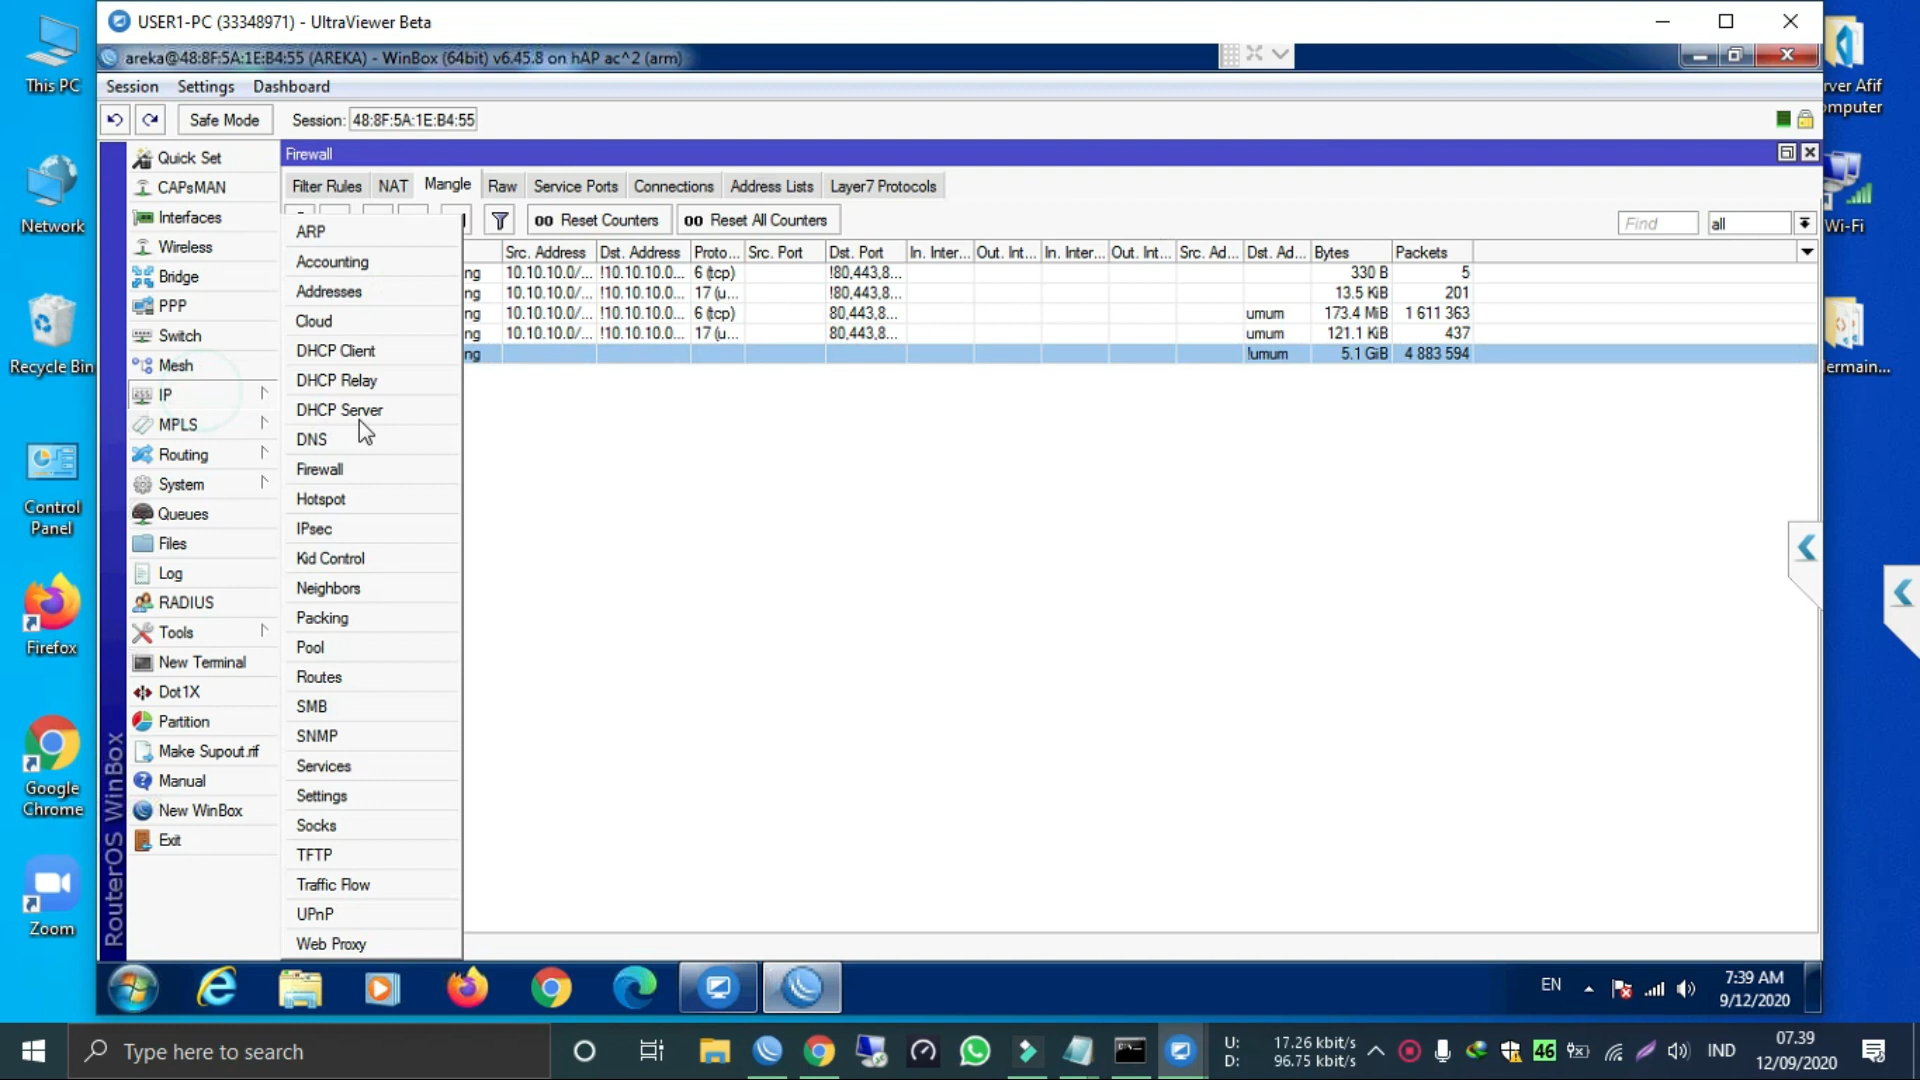 USER1-PC (33348971) - UltraViewer Beta
areka@48:8F:5A:1E:B4:55 (AREKA) - WinBox (64bit) v6.45.8 on hAP ac^2 (arm)
Session Settings Dashboard
Safe Mode Session: 48:8F:5A:1E:B4:55
Firewall
Filter Rules NAT Mangle Raw Service Ports Connections Address Lists Layer7 Protocols
00 Reset Counters 00 Reset All Counters Find all
Src. Address Dst. Address Proto... Src. Port Dst. Port In. Inter... Out. Int... In. Inter... Out. Int... Src. Ad... Dst. Ad... Bytes Packets
ng 10.10.10.0/... !10.10.10.0... 6 (tcp) !80,443,8... 330 B 5
ng 10.10.10.0/... !10.10.10.0... 17 (u... !80,443,8... 13.5 KiB 201
ng 10.10.10.0/... !10.10.10.0... 6 (tcp) 80,443,8... umum 173.4 MiB 1 611 363
ng 10.10.10.0/... !10.10.10.0... 17 (u... 80,443,8... umum 121.1 KiB 437
ng !umum 5.1 GiB 4 883 594
Quick Set
CAPsMAN
Interfaces
Wireless
Bridge
PPP
Switch
Mesh
IP
MPLS
Routing
System
Queues
Files
Log
RADIUS
Tools
New Terminal
Dot1X
Partition
Make Supout.rif
Manual
New WinBox
Exit
ARP
Accounting
Addresses
Cloud
DHCP Client
DHCP Relay
DHCP Server
DNS
Firewall
Hotspot
IPsec
Kid Control
Neighbors
Packing
Pool
Routes
SMB
SNMP
Services
Settings
Socks
TFTP
Traffic Flow
UPnP
Web Proxy
RouterOS WinBox
This PC
Network
Recycle Bin
Control
Panel
Firefox
Google
Chrome
Zoom
rver Afif
omputer
Wi-Fi
ermain...
EN
7:39 AM
9/12/2020
Type here to search
U: 17.26 kbit/s
D: 96.75 kbit/s
46
IND
07.39
12/09/2020